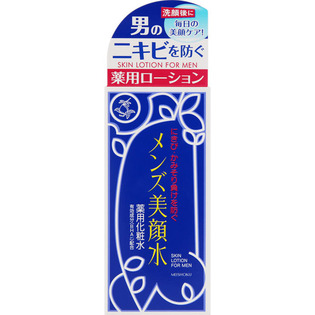 洗顔後に
毎日の
美顔ケア!
男の
ニキビを防ぐ
SKIN LOTION FOR MEN
薬用ローション
にきび・かみそり負けを防ぐ
メンズ美顔水
薬用化粧水
SKIN
LOTION
FOR MEN
MEISHOKU